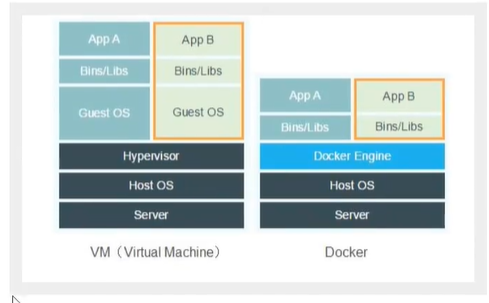 App A
App B
Bins/Libs
Bins/Libs
Guest OS
Guest OS
Hypervisor
Host OS
Server
VM（Virtual Machine）
App A
App B
Bins/Libs
Bins/Libs
Docker Engine
Host OS
Server
Docker